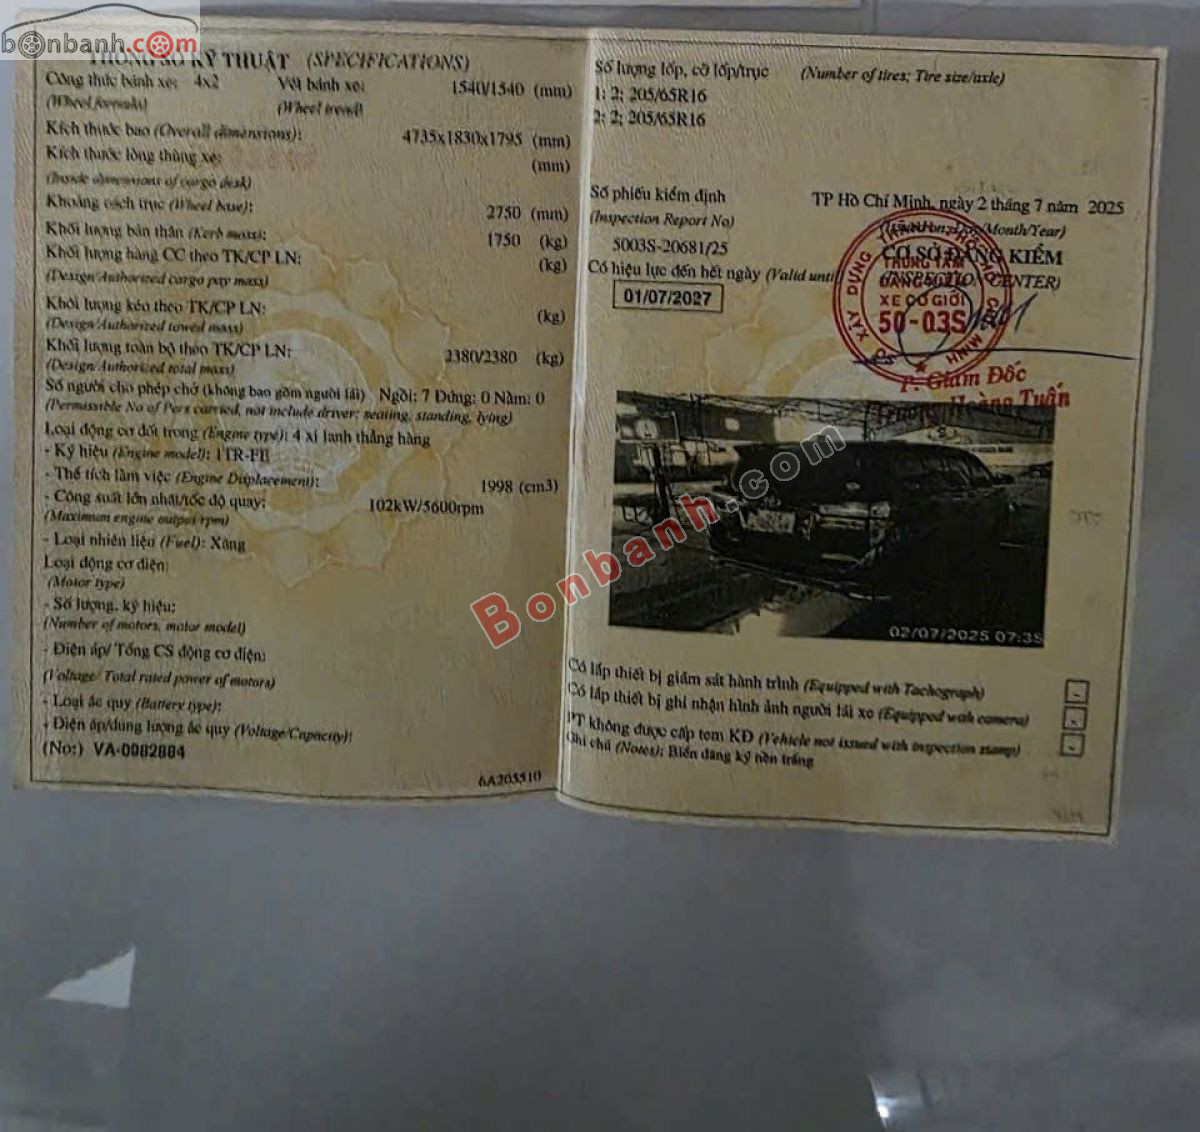 bonbanh.com
THÔNG SỐ KỸ THUẬT (SPECIFICATIONS)
Công thức bánh xe: 4x2 Vết bánh xe: 1540/1540 (mm)
(Wheel formula) (Wheel tread)
Kích thước bao (Overall dimensions): 4735x1830x1795 (mm)
Kích thước lòng thùng xe: (mm)
(Inside dimensions of cargo desk)
Khoảng cách trục (Wheel base): 2750 (mm)
Khối lượng bản thân (Kerb mass): 1750 (kg)
Khối lượng hàng CC theo TK/CP LN: (kg)
(Design/Authorized cargo pay mass)
Khối lượng kéo theo TK/CP LN: (kg)
(Design/Authorized towed mass)
Khối lượng toàn bộ theo TK/CP LN: 2380/2380 (kg)
(Design/Authorized total mass)
Số người cho phép chở (không bao gồm người lái) Ngồi: 7 Đứng: 0 Nằm: 0
(Permissible No of Pers carried, not include driver: seating, standing, lying)
Loại động cơ đốt trong (Engine type): 4 xi lanh thẳng hàng
- Ký hiệu (Engine model): 1TR-FE
- Thể tích làm việc (Engine Displacement): 1998 (cm3)
- Công suất lớn nhất/tốc độ quay: 102kW/5600rpm
(Maximum engine output rpm)
- Loại nhiên liệu (Fuel): Xăng
Loại động cơ điện:
(Motor type)
- Số lượng, ký hiệu:
(Number of motors, motor model)
- Điện áp/ Tổng CS động cơ điện:
(Voltage/ Total rated power of motors)
- Loại ắc quy (Battery type):
- Điện áp/dung lượng ắc quy (Voltage/Capacity):
(No:) VA-0082884
6A203510
Số lượng lốp, cỡ lốp/trục (Number of tires; Tire size/axle)
1: 2; 205/65R16
2: 2; 205/65R16
Số phiếu kiểm định
(Inspection Report No)
5003S-20681/25
Có hiệu lực đến hết ngày (Valid until)
01/07/2027
TP Hồ Chí Minh, ngày 2 tháng 7 năm 2025
(Issued on: Day/Month/Year)
CƠ SỞ ĐĂNG KIỂM
(INSPECTION CENTER)
TRUNG TÂM
ĐĂNG KIỂM
XE CƠ GIỚI
50-03S
P. Giám Đốc
Trương Hoàng Tuấn
02/07/2025 07:35
Có lắp thiết bị giám sát hành trình (Equipped with Tachograph)
Có lắp thiết bị ghi nhận hình ảnh người lái xe (Equipped with camera)
PT không được cấp tem KĐ (Vehicle not issued with inspection stamp)
Ghi chú (Notes): Biển đăng ký nền trắng
Bonbanh.com